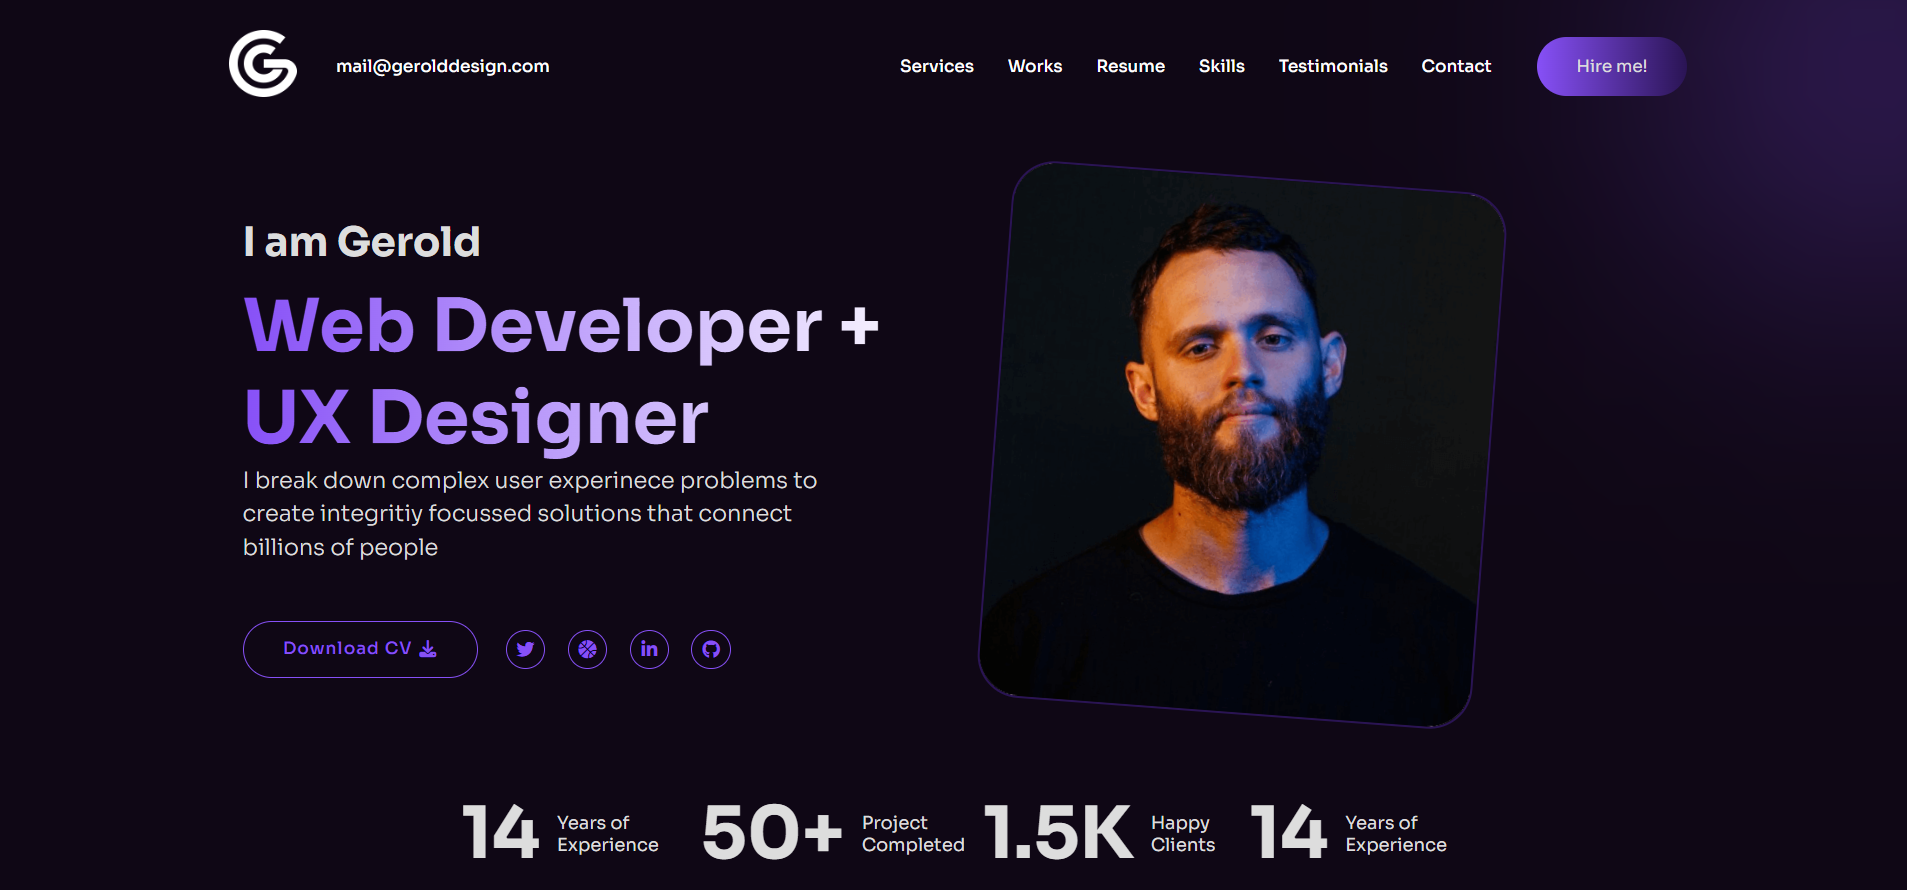 mail@gerolddesign.com
Services Works Resume Skills Testimonials Contact Hire me!
I am Gerold
Web Developer +
UX Designer
I break down complex user experinece problems to
create integritiy focussed solutions that connect
billions of people
Download CV
14 Years of
Experience
50+ Project
Completed
1.5K Happy
Clients
14 Years of
Experience